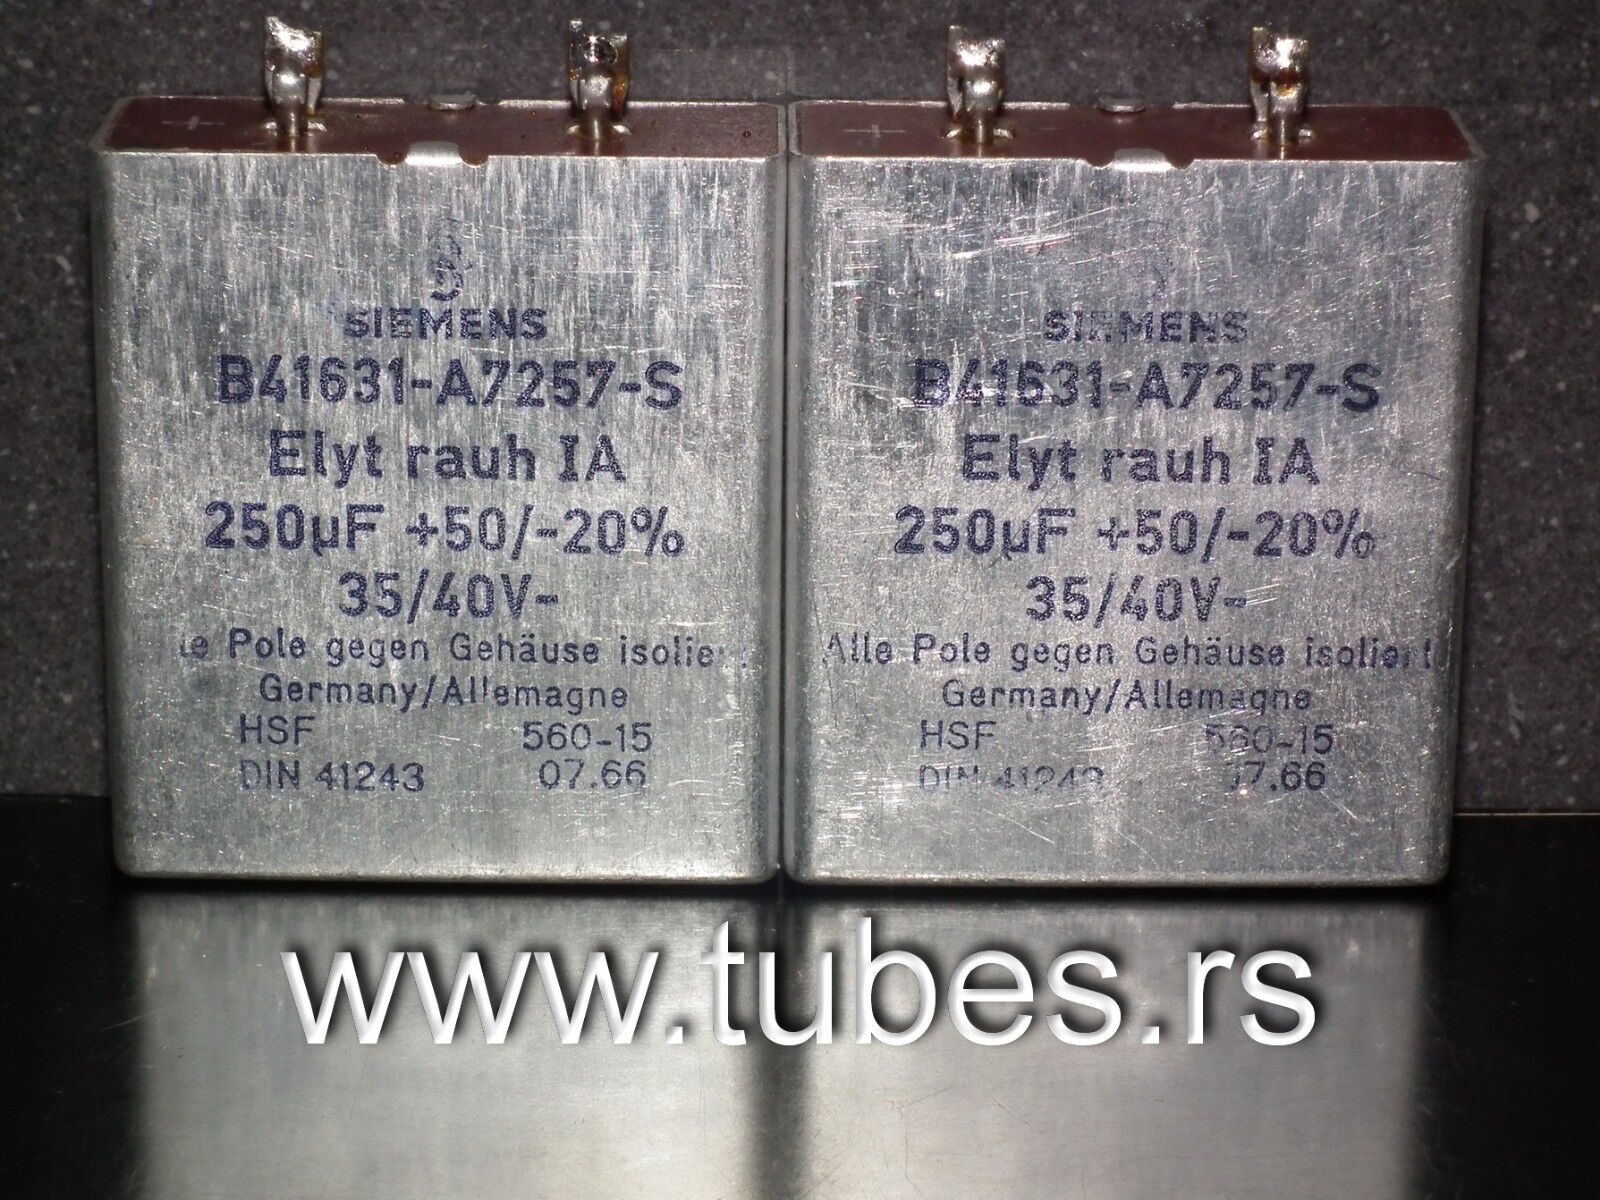 SIEMENS
B41631-A7257-S
Elyt rauh IA
250µF +50/-20%
35/40V-
Pole gegen Gehäuse
Germany/Allemagne
HSF 560-15
DIN 41243 07.66
SIEMENS
B41631-A7257-S
Elyt rauh IA
250µF +50/-20%
35/40V-
Alle Pole gegen Gehäuse isoliert
Germany/Allemagne
HSF 560-15
DIN 41243 07.66
www.tubes.rs